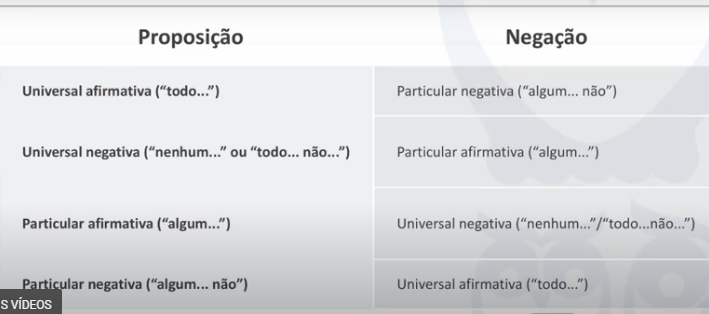 Proposição Negação
Universal afirmativa (“todo...”) Particular negativa (“algum... não”)
Universal negativa (“nenhum...” ou “todo... não...”) Particular afirmativa (“algum...”)
Particular afirmativa (“algum...”) Universal negativa (“nenhum...”/“todo...não...”)
Particular negativa (“algum... não”) Universal afirmativa (“todo...”)
S VÍDEOS